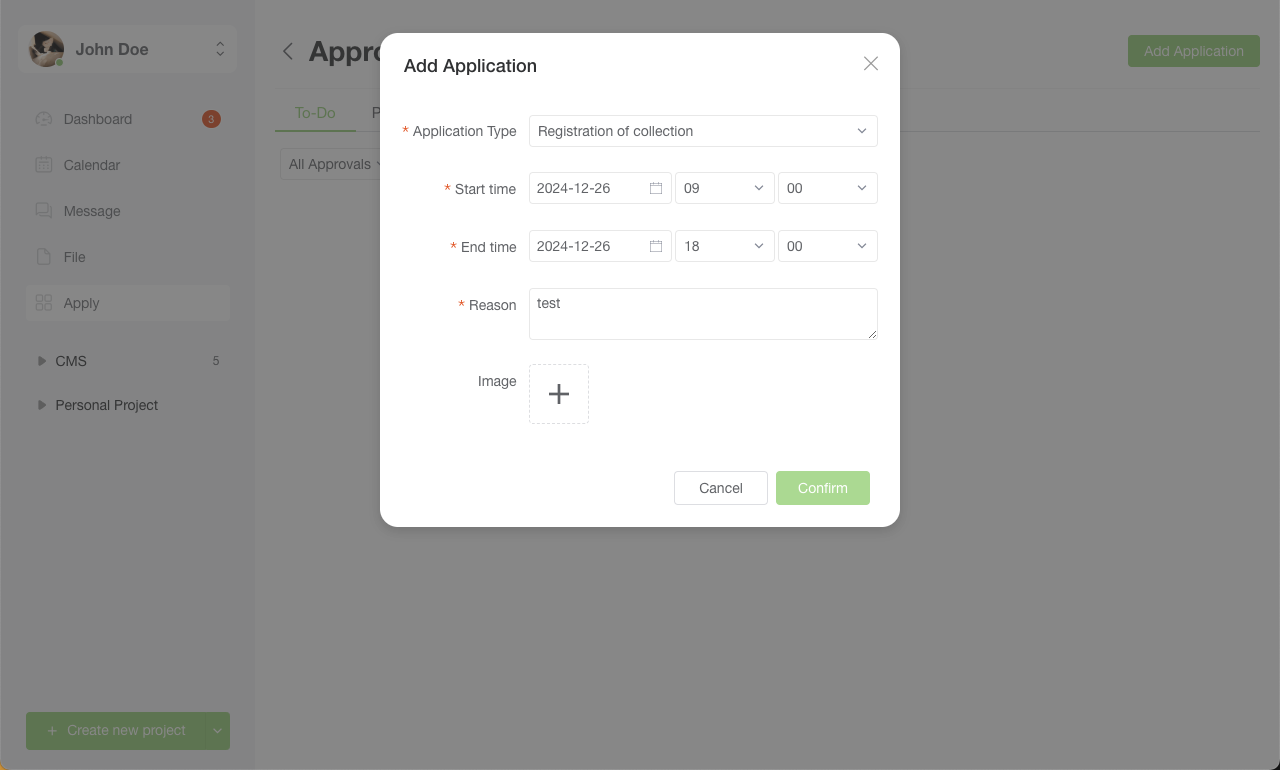 John Doe
Dashboard
3
Calendar
Message
File
Apply
CMS
5
Personal Project
+ Create new project
Appro
Add Application
To-Do
P
All Approvals
Add Application
* Application Type
Registration of collection
* Start time
2024-12-26
09
00
* End time
2024-12-26
18
00
* Reason
test
Image
Cancel
Confirm